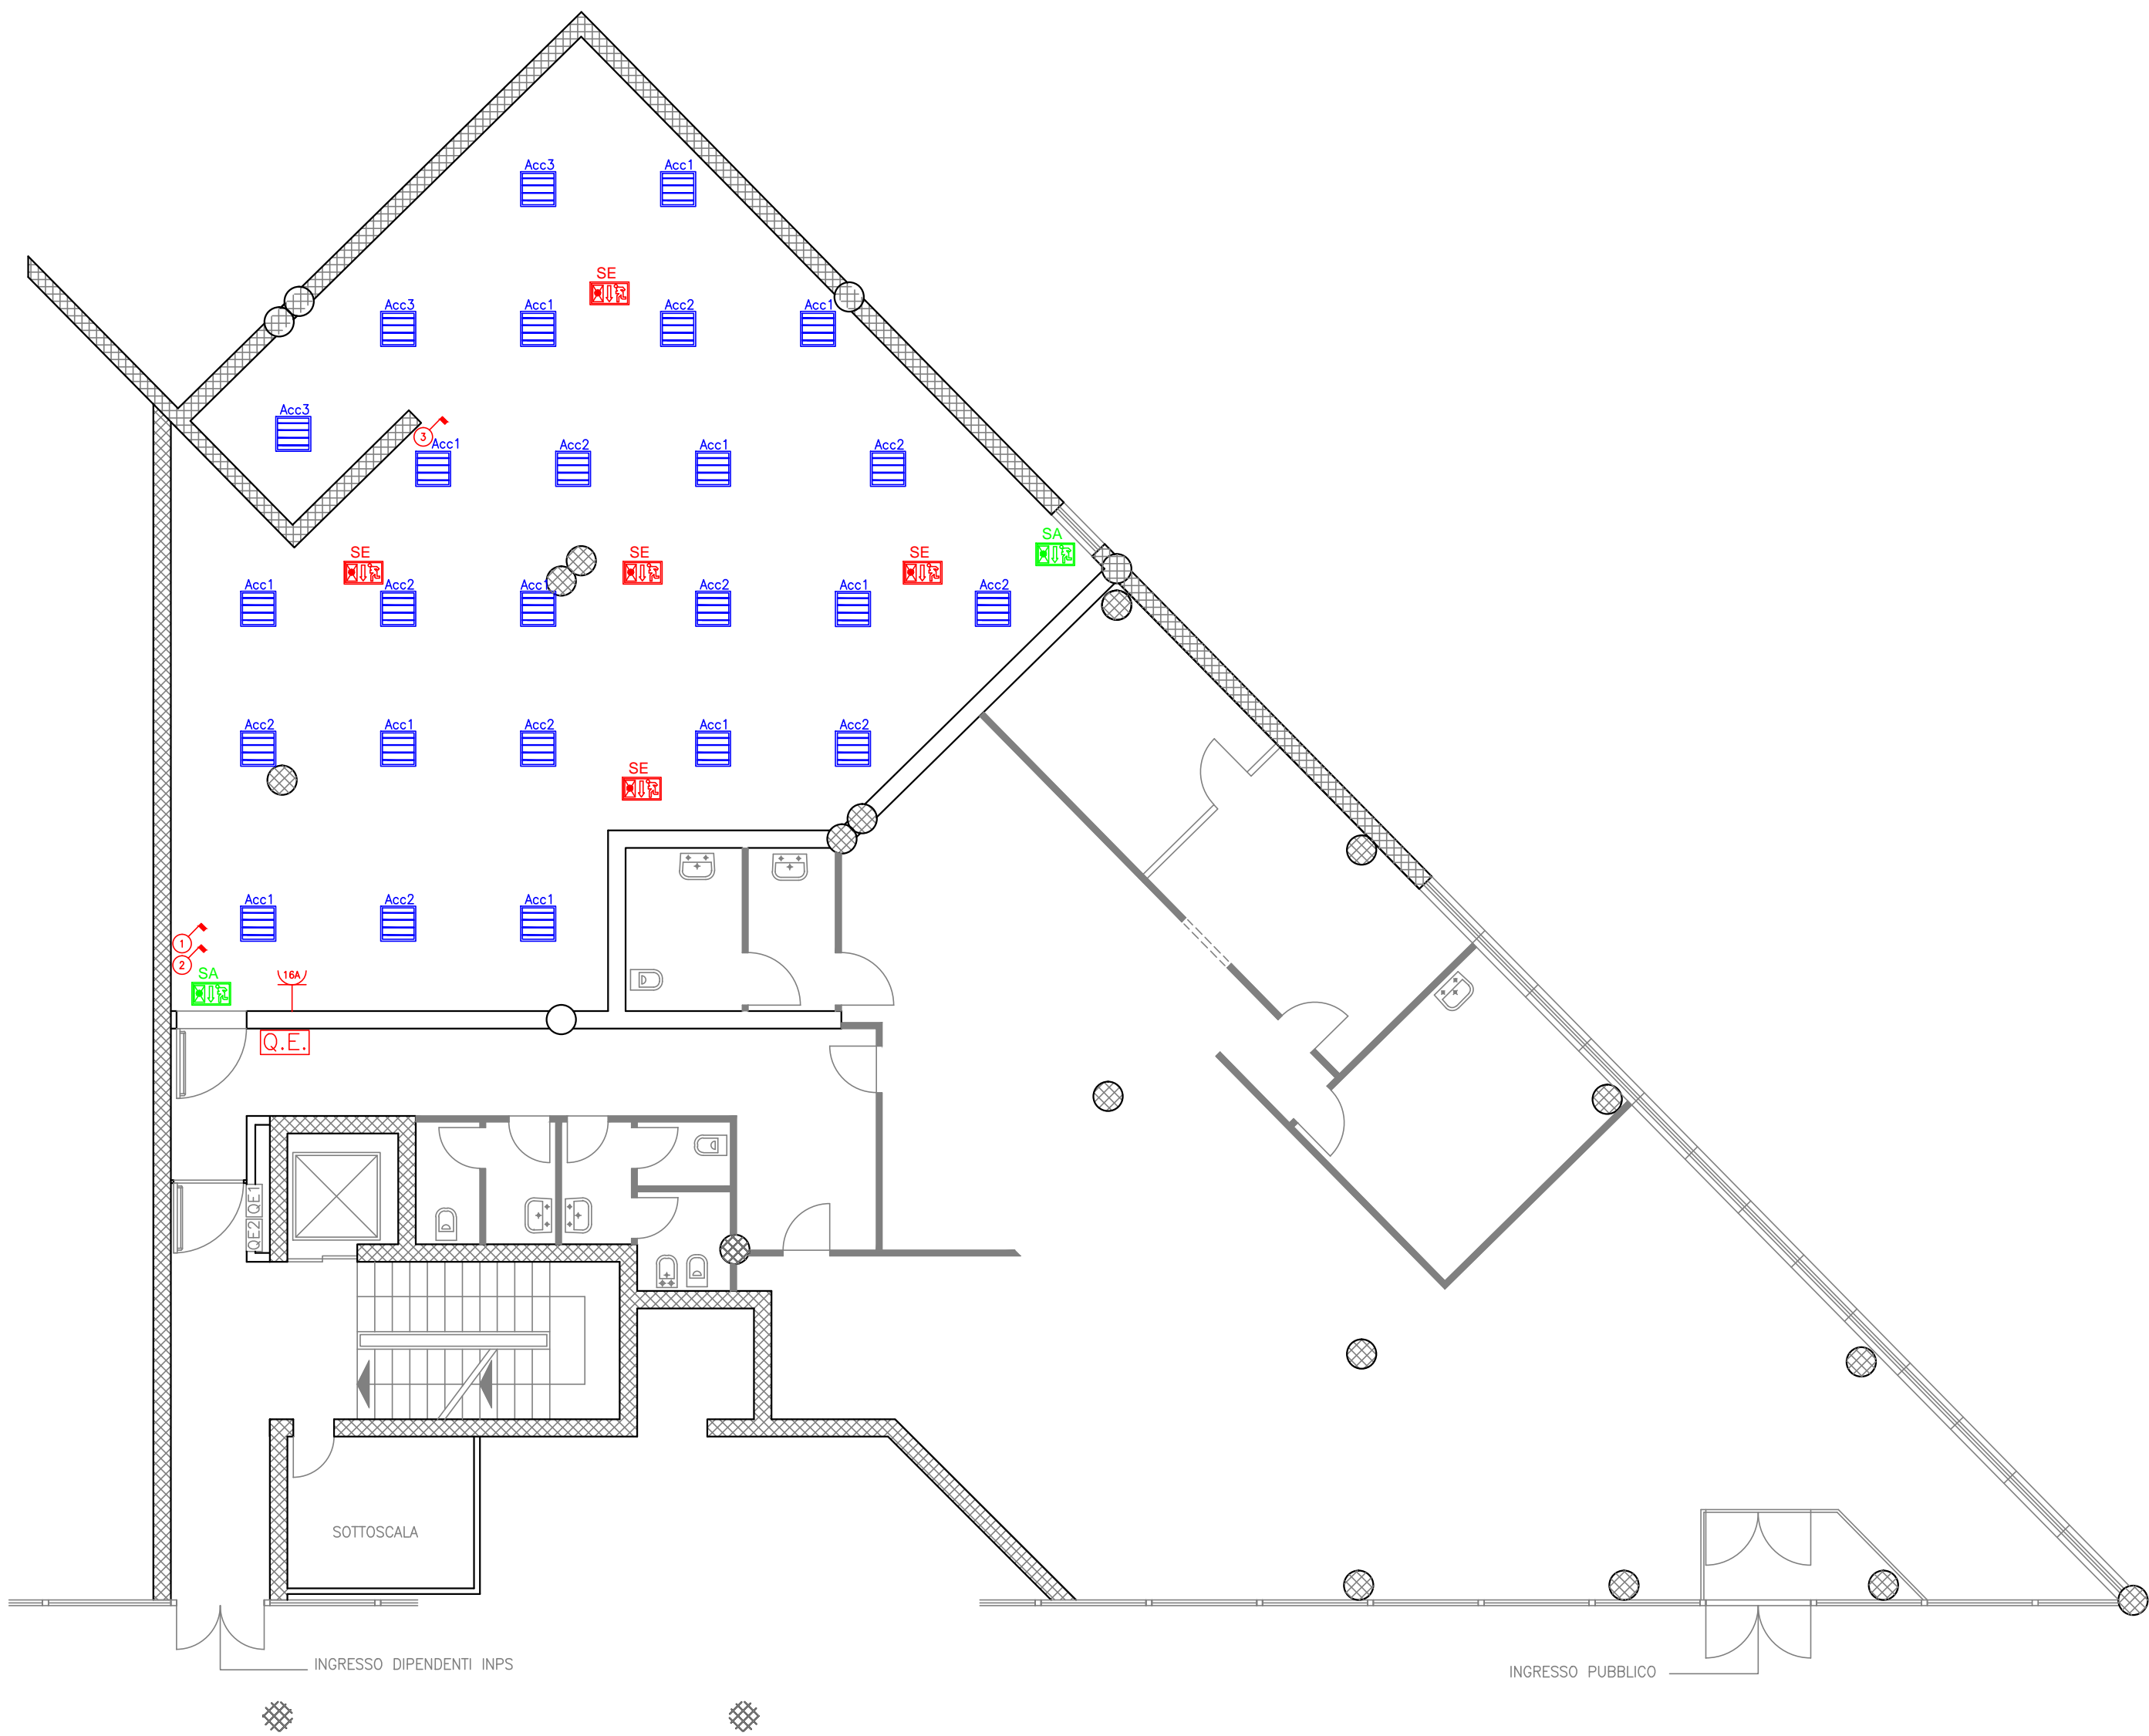 Acc3 Acc1
SE
Acc3 Acc1 Acc2 Acc1
Acc3
3
Acc1 Acc2 Acc1 Acc2
SA
SE SE SE
Acc1 Acc2 Acc1 Acc2 Acc1 Acc2
Acc2 Acc1 Acc2 Acc1 Acc2
SE
Acc1 Acc2 Acc1
1
2
SA
16A
Q.E.
QE1
QE2
SOTTOSCALA
INGRESSO DIPENDENTI INPS
INGRESSO PUBBLICO